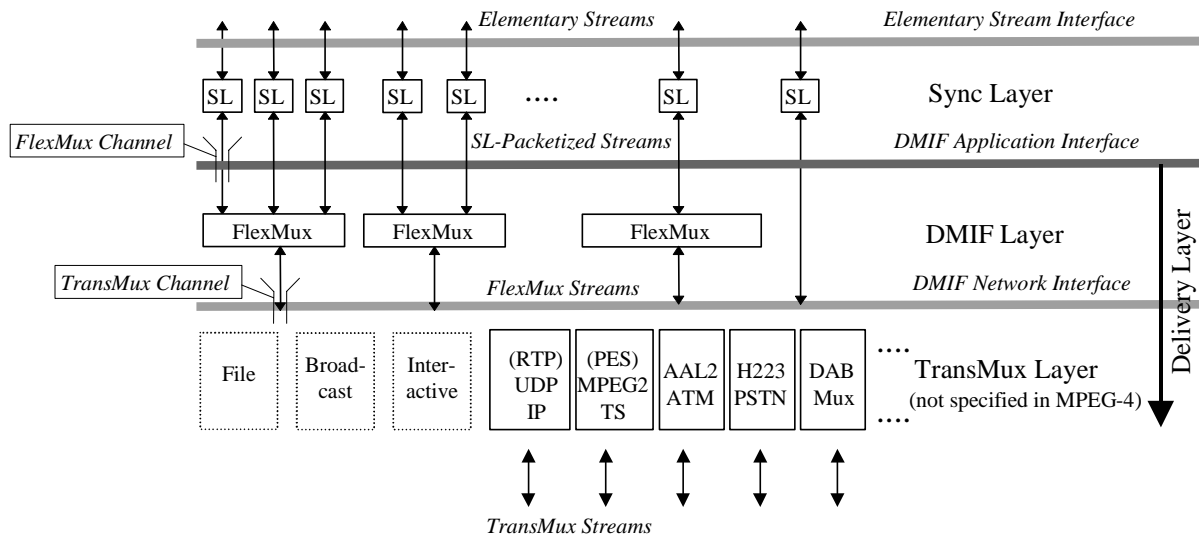 Elementary Streams
Elementary Stream Interface
SL SL SL SL SL .... SL SL
Sync Layer
FlexMux Channel
SL-Packetized Streams
DMIF Application Interface
FlexMux FlexMux FlexMux
DMIF Layer
TransMux Channel
FlexMux Streams
DMIF Network Interface
Delivery Layer
File
Broad-
cast
Inter-
active
(RTP)
UDP
IP
(PES)
MPEG2
TS
AAL2
ATM
H223
PSTN
DAB
Mux
....
....
TransMux Layer
(not specified in MPEG-4)
TransMux Streams